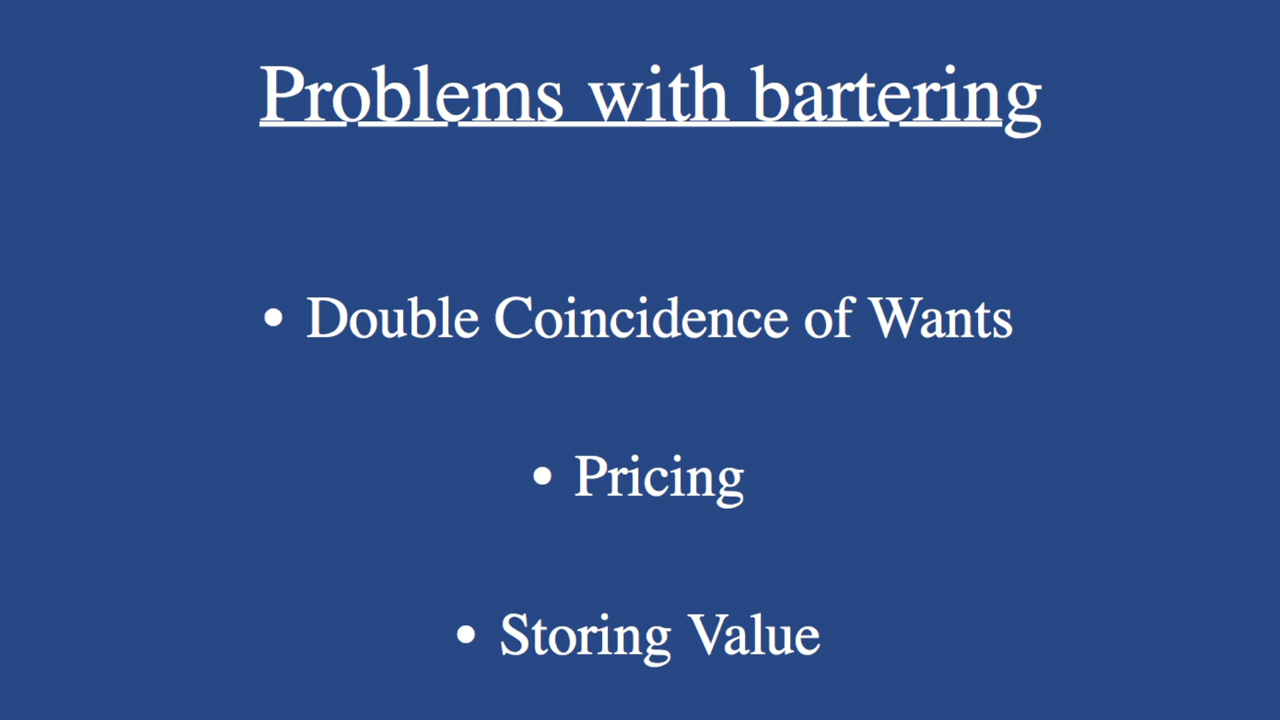 Problems with bartering
• Double Coincidence of Wants
• Pricing
• Storing Value